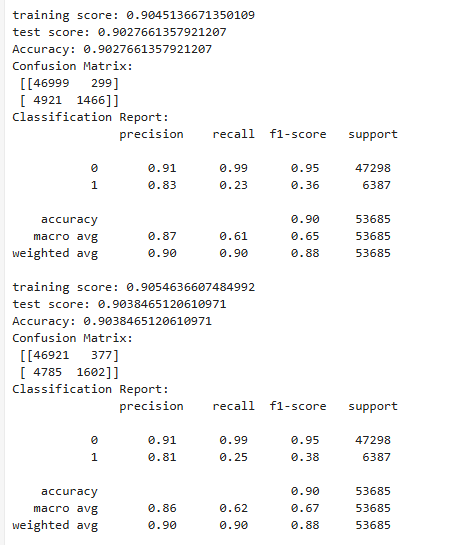 training score: 0.9045136671350109
test score: 0.9027661357921207
Accuracy: 0.9027661357921207
Confusion Matrix:
[[46999 299]
[ 4921 1466]]
Classification Report:
precision recall f1-score support
0 0.91 0.99 0.95 47298
1 0.83 0.23 0.36 6387
accuracy 0.90 53685
macro avg 0.87 0.61 0.65 53685
weighted avg 0.90 0.90 0.88 53685
training score: 0.9054636607484992
test score: 0.9038465120610971
Accuracy: 0.9038465120610971
Confusion Matrix:
[[46921 377]
[ 4785 1602]]
Classification Report:
precision recall f1-score support
0 0.91 0.99 0.95 47298
1 0.81 0.25 0.38 6387
accuracy 0.90 53685
macro avg 0.86 0.62 0.67 53685
weighted avg 0.90 0.90 0.88 53685